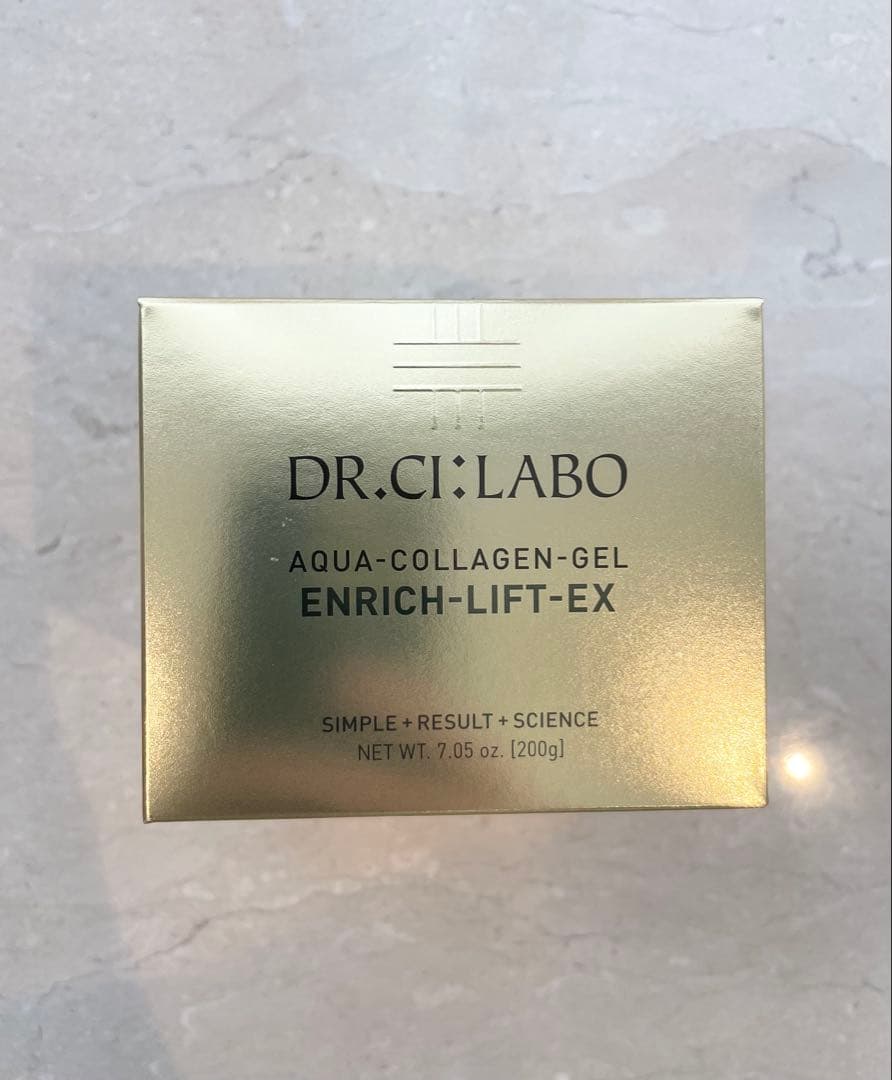 DR.CI:LABO
AQUA-COLLAGEN-GEL
ENRICH-LIFT-EX
SIMPLE+RESULT+SCIENCE
NET WT. 7.05 oz. [200g]